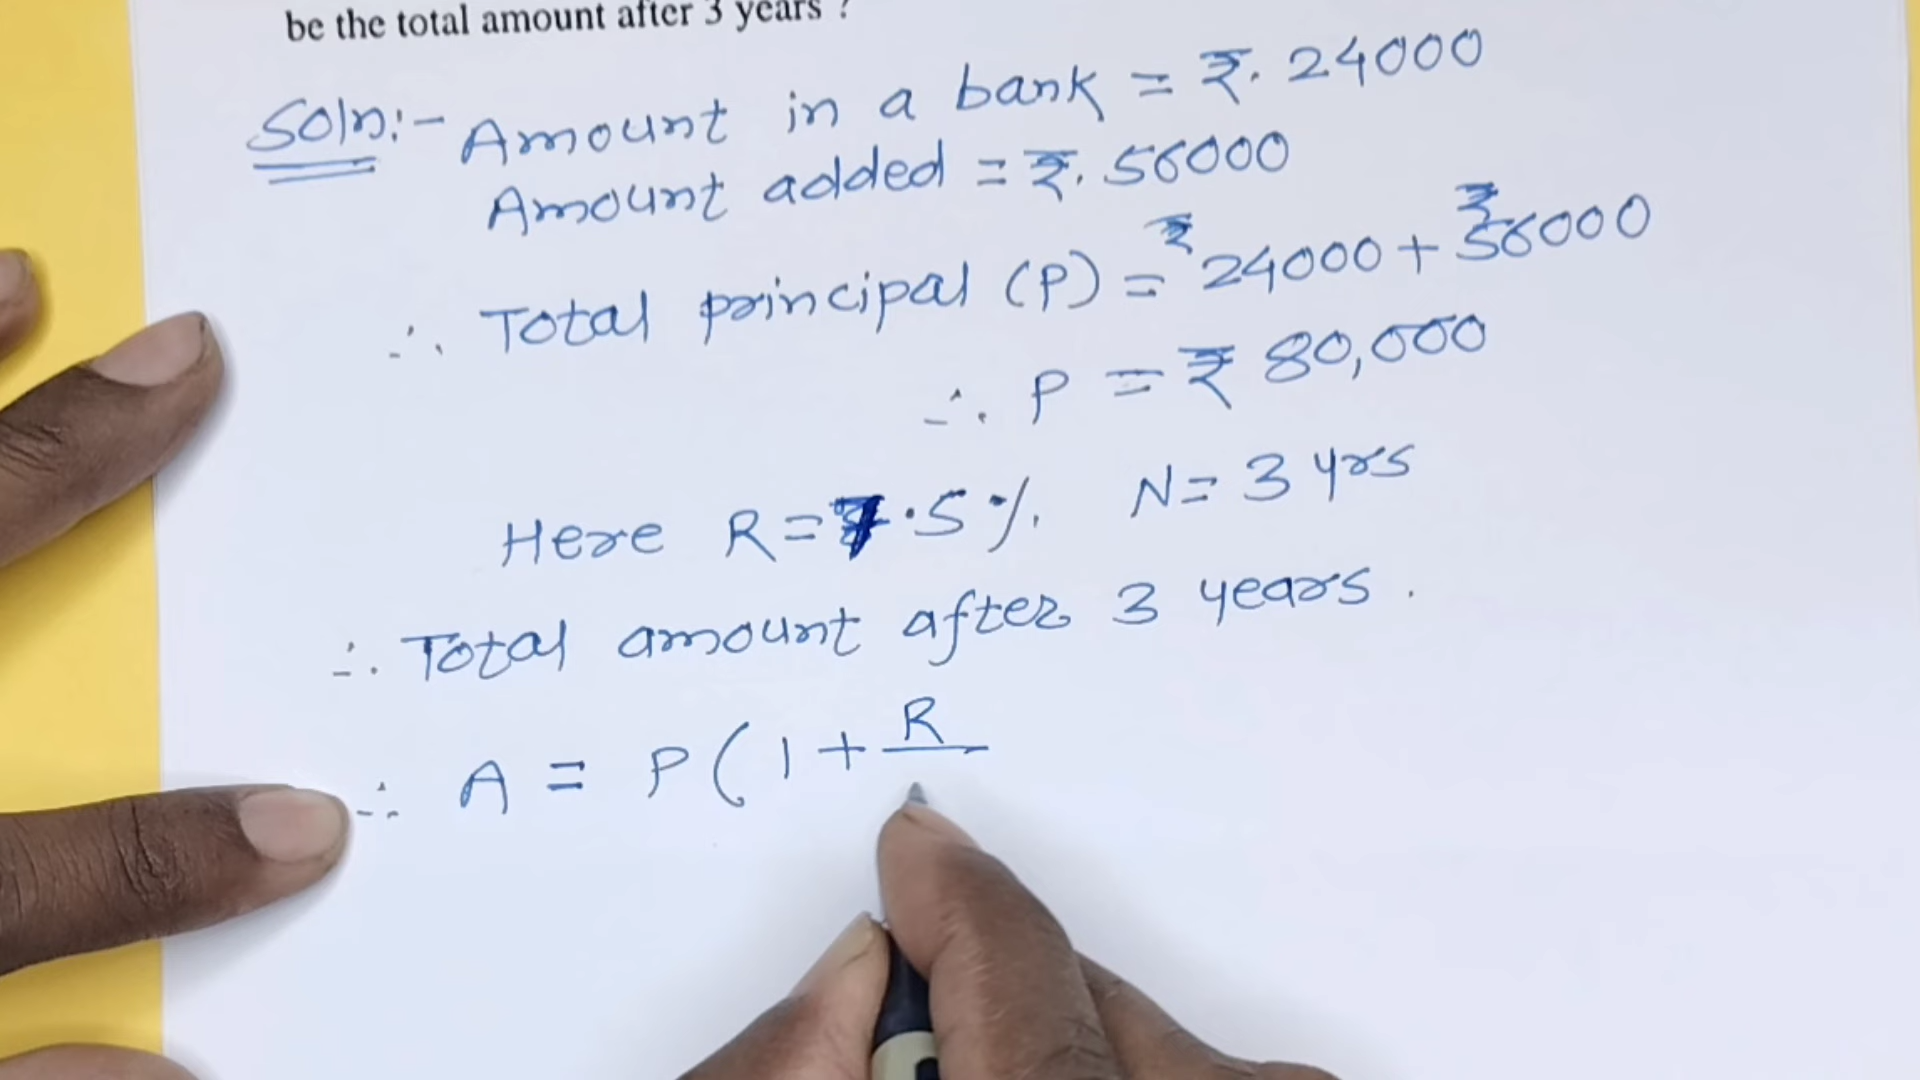 be the total amount after 3 years ?
Soln:- Amount in a bank = ₹. 24000
Amount added = ₹. 56000
∴ Total principal (P) = ₹ 24000 + ₹ 56000
∴ P = ₹ 80,000
Here R = 7.5 %. N = 3 yrs
∴ Total amount after 3 years.
∴ A = P ( 1 + R